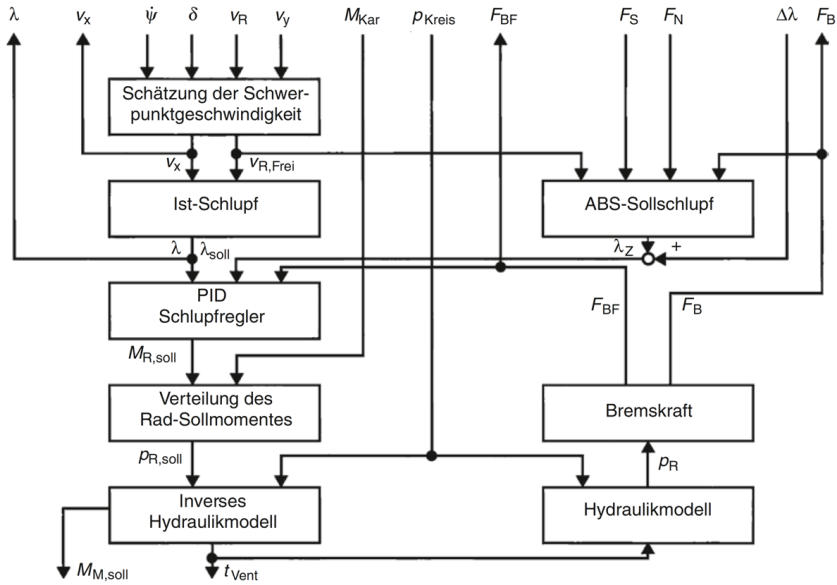 λ vx ψ̇ δ vR vy MKar pKreis FBF FS FN Δλ FB
Schätzung der Schwer-
punktgeschwindigkeit
vx vR,Frei
Ist-Schlupf ABS-Sollschlupf
λ λsoll λZ +
PID
Schlupfregler
FBF FB
MR,soll
Verteilung des
Rad-Sollmomentes
Bremskraft
pR,soll pR
Inverses
Hydraulikmodell
Hydraulikmodell
MM,soll tVent